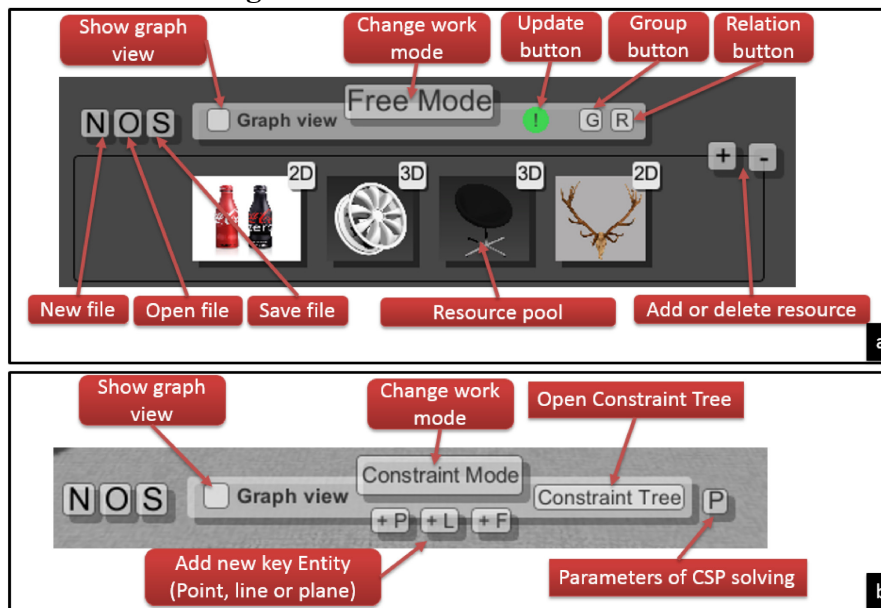 Show graph
view
Change work
mode
Update
button
Group
button
Relation
button
Free Mode
N O S
Graph view
!
G R
+ -
2D
3D
3D
2D
zero
New file
Open file
Save file
Resource pool
Add or delete resource
a
Show graph
view
Change work
mode
Open Constraint Tree
Constraint Mode
N O S
Graph view
Constraint Tree
P
+ P
+ L
+ F
Add new key Entity
(Point, line or plane)
Parameters of CSP solving
b